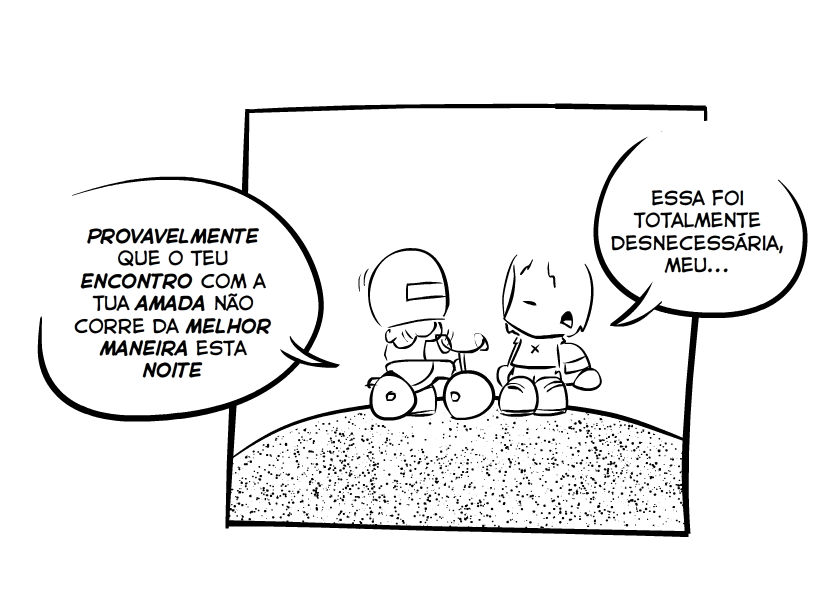 PROVAVELMENTE
QUE O TEU
ENCONTRO COM A
TUA AMADA NÃO
CORRE DA MELHOR
MANEIRA ESTA
NOITE
ESSA FOI
TOTALMENTE
DESNECESSÁRIA,
MEU...